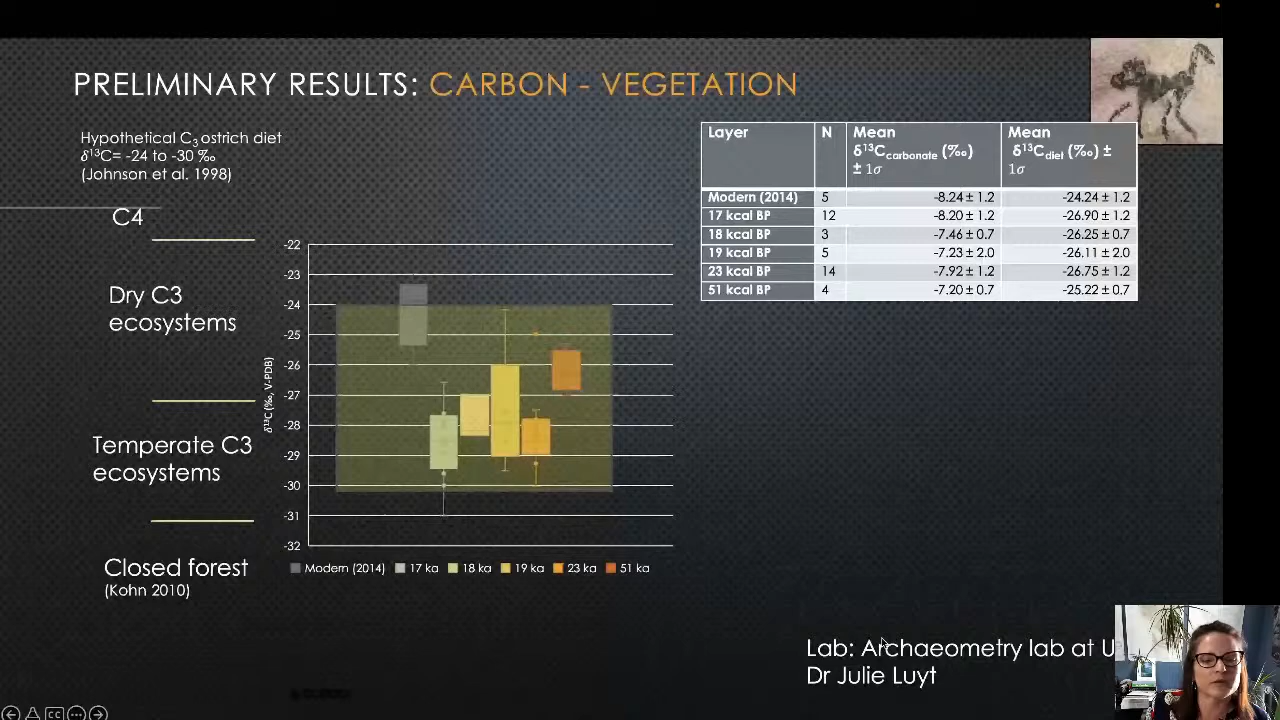 PRELIMINARY RESULTS: CARBON - VEGETATION
Hypothetical C3 ostrich diet
δ¹³C= -24 to -30 ‰
(Johnson et al. 1998)
C4
Dry C3
ecosystems
Temperate C3
ecosystems
Closed forest
(Kohn 2010)
δ¹³C (‰, V-PDB)
-22
-23
-24
-25
-26
-27
-28
-29
-30
-31
-32
Modern (2014) 17 ka 18 ka 19 ka 23 ka 51 ka
Layer N Mean δ¹³Ccarbonate (‰) ± 1σ Mean δ¹³Cdiet (‰) ± 1σ
Modern (2014) 5 -8.24 ± 1.2 -24.24 ± 1.2
17 kcal BP 12 -8.20 ± 1.2 -26.90 ± 1.2
18 kcal BP 3 -7.46 ± 0.7 -26.25 ± 0.7
19 kcal BP 5 -7.23 ± 2.0 -26.11 ± 2.0
23 kcal BP 14 -7.92 ± 1.2 -26.75 ± 1.2
51 kcal BP 4 -7.20 ± 0.7 -25.22 ± 0.7
Lab: Archaeometry lab at U
Dr Julie Luyt